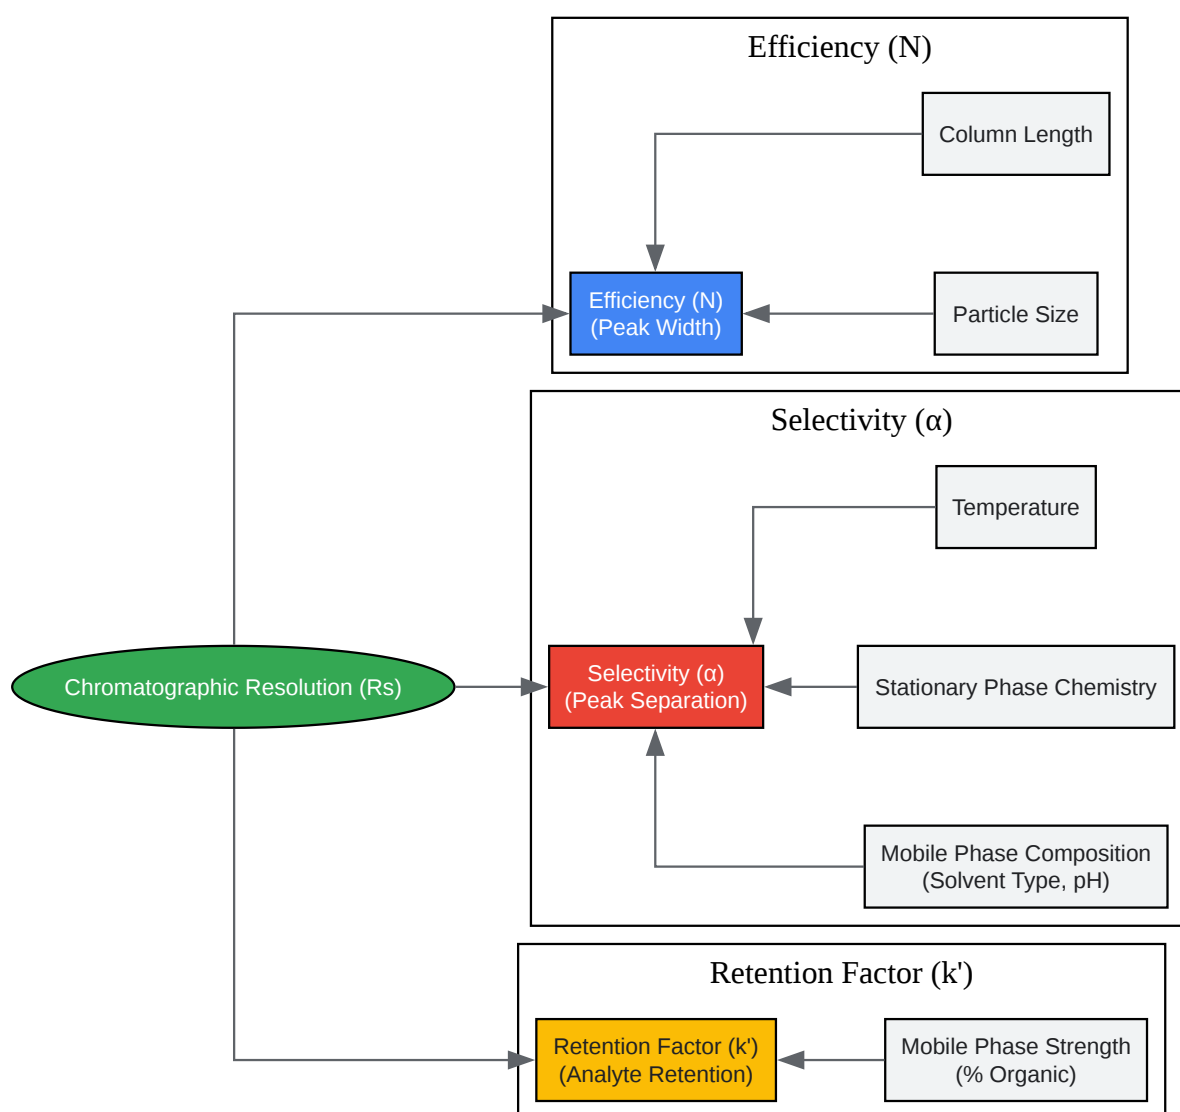 Efficiency (N)
Column Length
Efficiency (N)
(Peak Width)
Particle Size
Selectivity (α)
Temperature
Chromatographic Resolution (Rs)
Selectivity (α)
(Peak Separation)
Stationary Phase Chemistry
Mobile Phase Composition
(Solvent Type, pH)
Retention Factor (k')
Retention Factor (k')
(Analyte Retention)
Mobile Phase Strength
(% Organic)